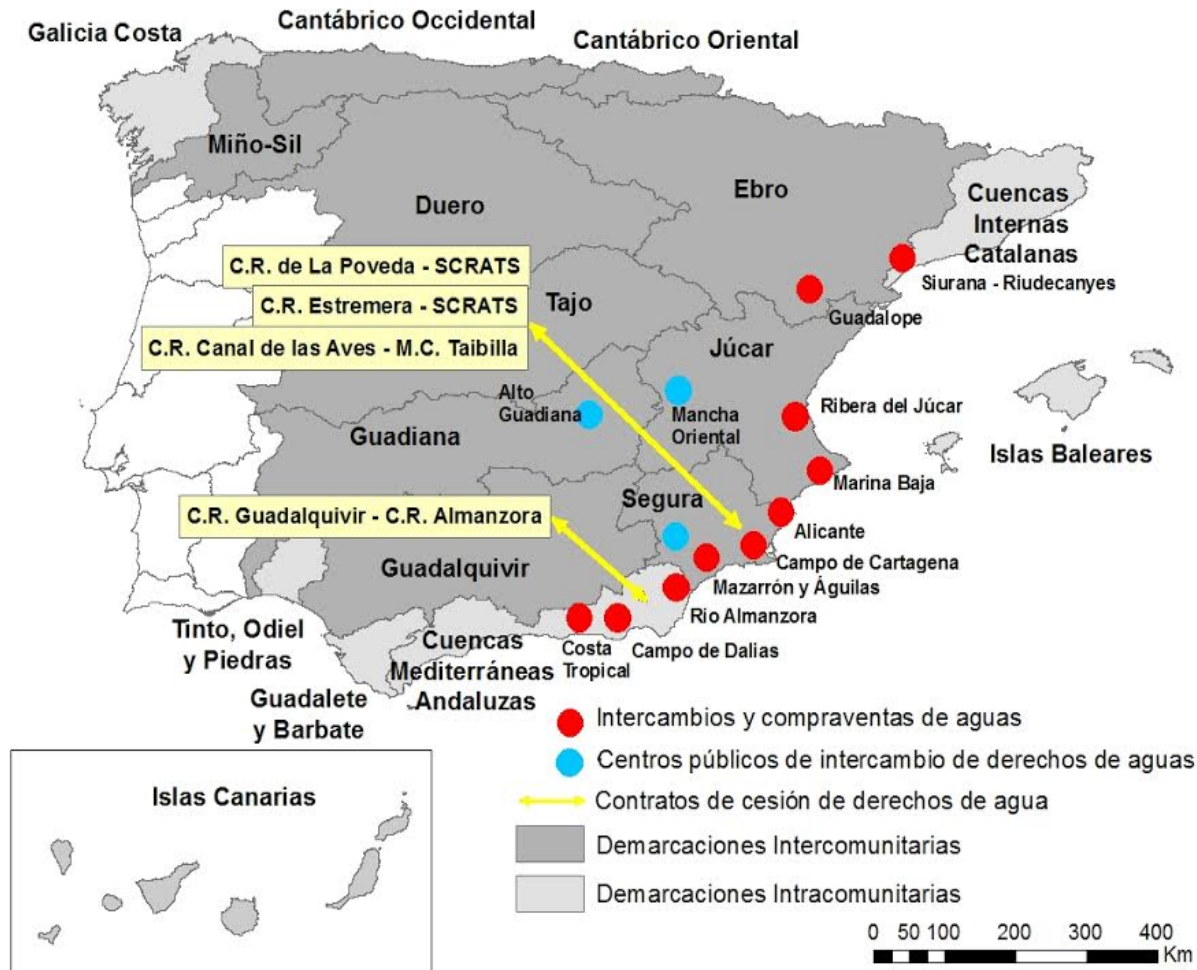 Galicia Costa
Cantábrico Occidental
Cantábrico Oriental
Miño-Sil
Duero
Ebro
Cuencas
Internas
Catalanas
Siurana - Riudecanyes
C.R. de La Poveda - SCRATS
C.R. Estremera - SCRATS
C.R. Canal de las Aves - M.C. Taibilla
Tajo
Guadalope
Júcar
Alto
Guadiana
Mancha
Oriental
Ribera del Júcar
Guadiana
Islas Baleares
Marina Baja
Segura
C.R. Guadalquivir - C.R. Almanzora
Alicante
Campo de Cartagena
Guadalquivir
Mazarrón y Águilas
Río Almanzora
Tinto, Odiel
y Piedras
Cuencas
Mediterráneas
Andaluzas
Costa
Tropical
Campo de Dalias
Guadalete
y Barbate
Intercambios y compraventas de aguas
Centros públicos de intercambio de derechos de aguas
Contratos de cesión de derechos de agua
Demarcaciones Intercomunitarias
Demarcaciones Intracomunitarias
Islas Canarias
0 50 100 200 300 400
Km